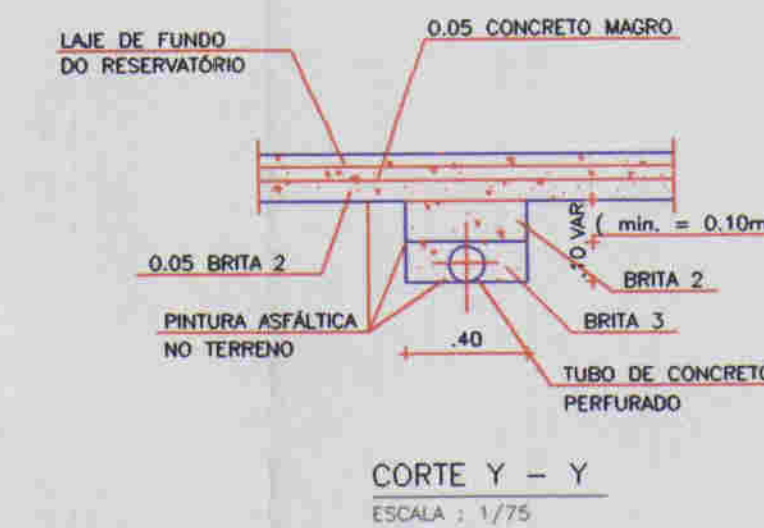 LAJE DE FUNDO
DO RESERVATÓRIO
0.05 CONCRETO MAGRO
VAR
( min. = 0.10m
0.05 BRITA 2
BRITA 2
PINTURA ASFÁLTICA
NO TERRENO
BRITA 3
.40
TUBO DE CONCRETO
PERFURADO
CORTE Y – Y
ESCALA : 1/75